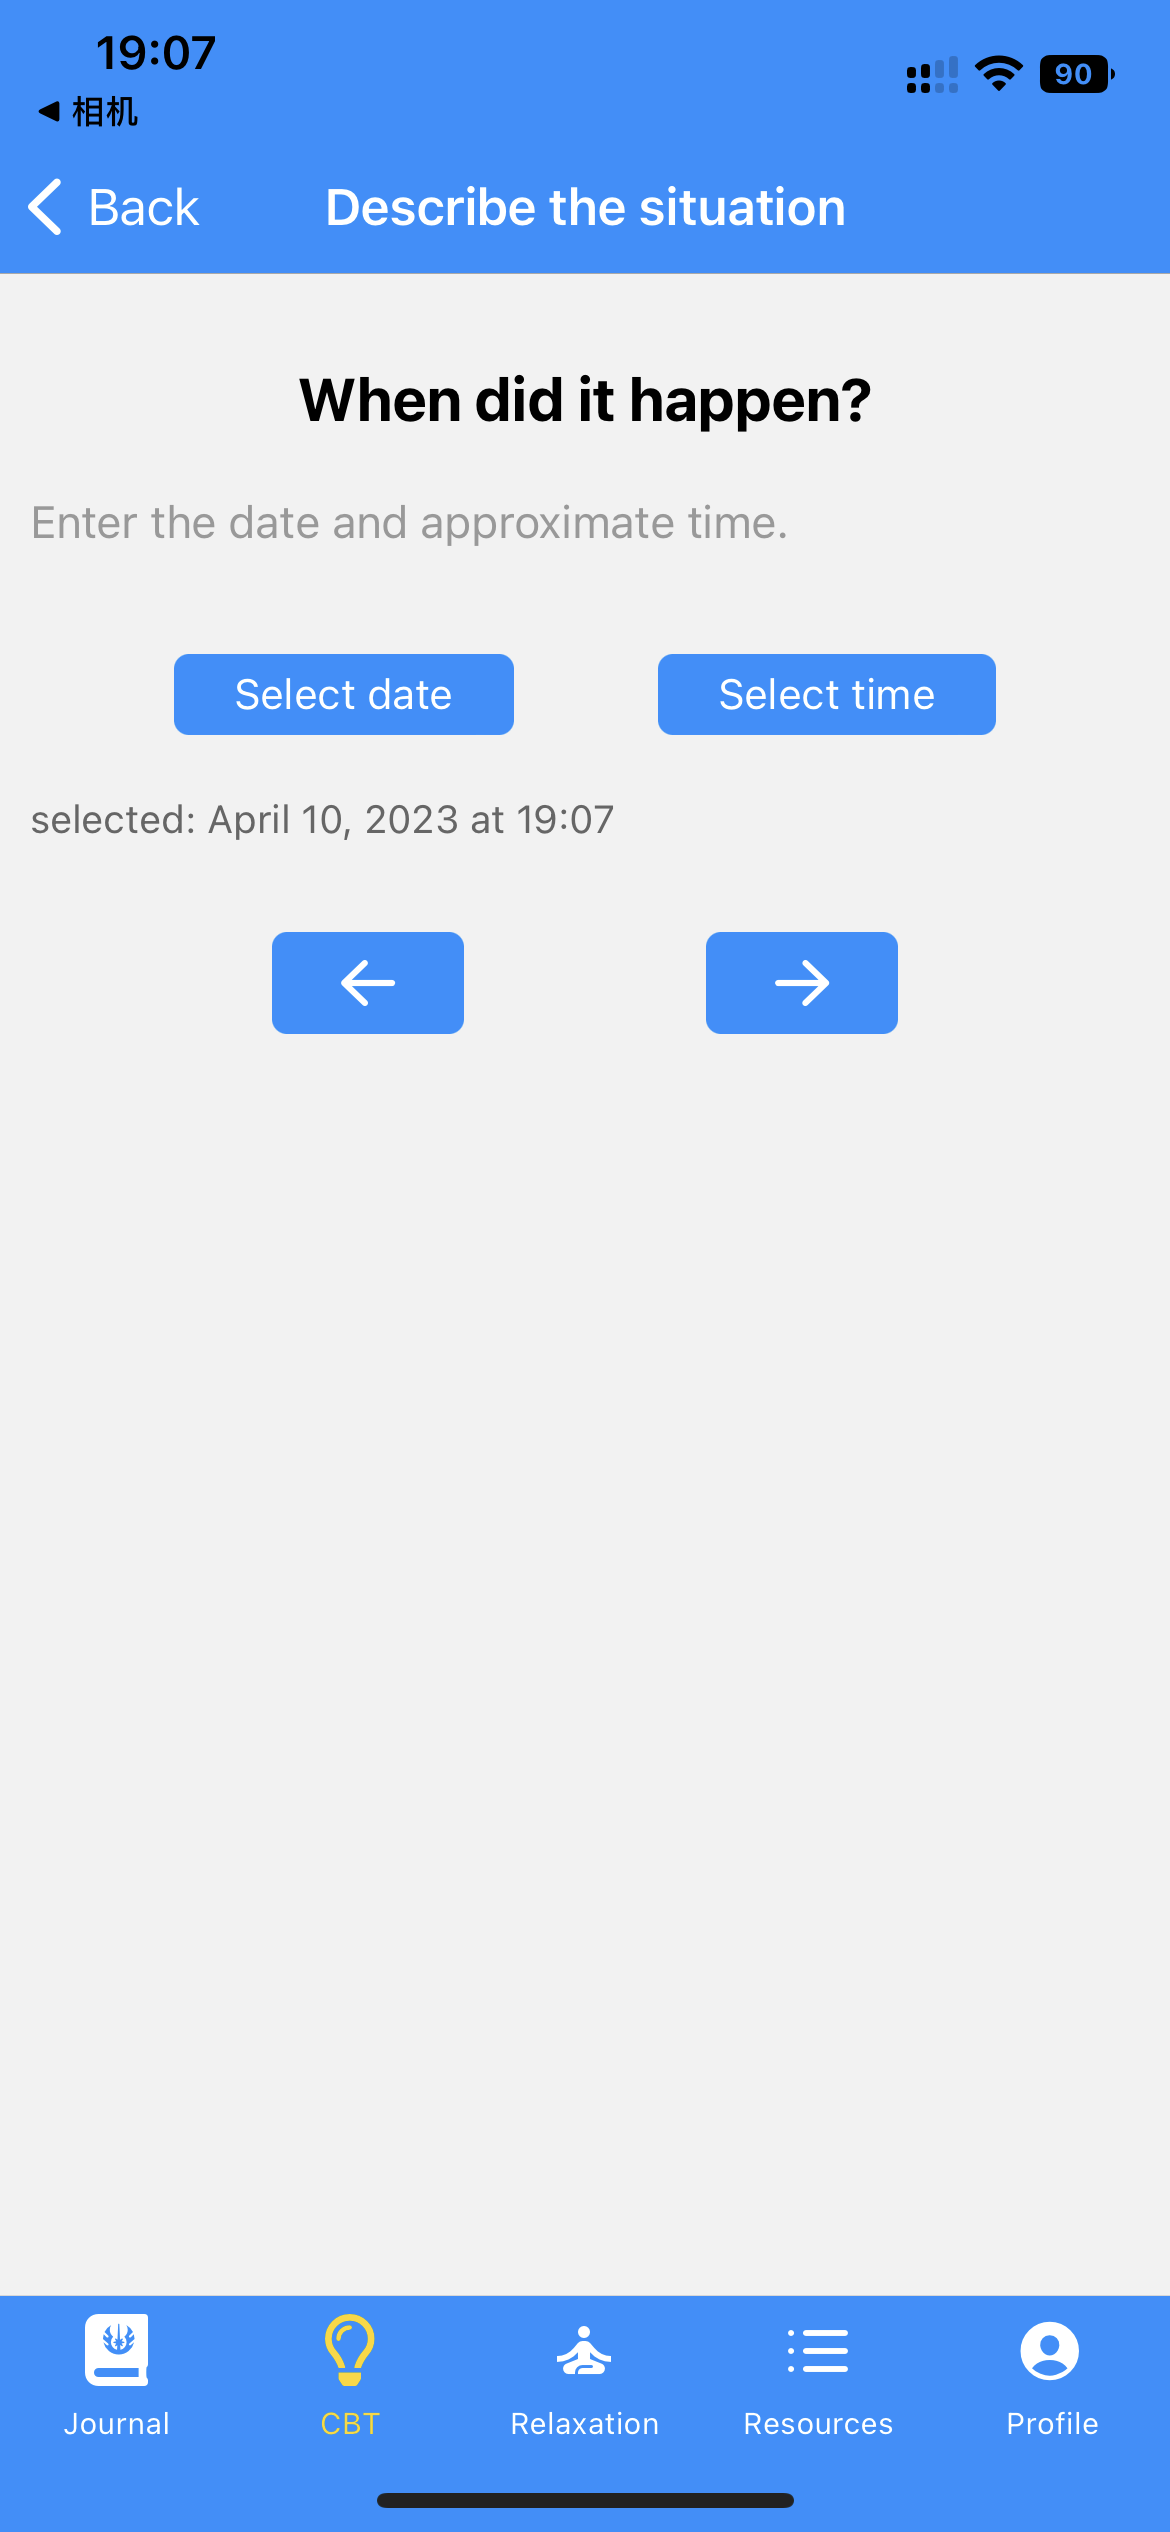 19:07
90
◀ 相机
Back
Describe the situation
When did it happen?
Enter the date and approximate time.
Select date
Select time
selected: April 10, 2023 at 19:07
Journal
CBT
Relaxation
Resources
Profile